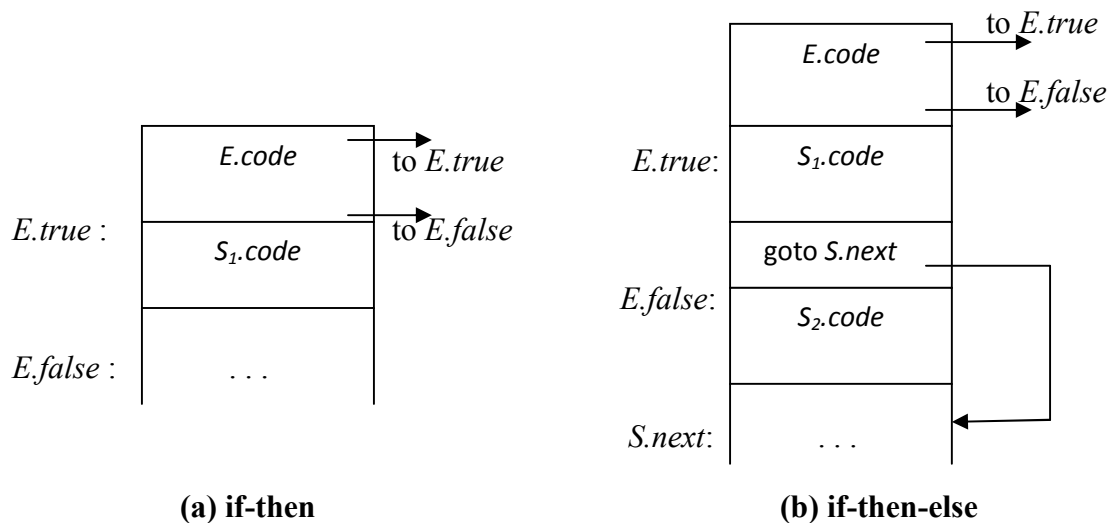 E.code
to E.true
to E.false
E.true :
S₁.code
E.false :
. . .
(a) if-then
E.code
to E.true
to E.false
E.true:
S₁.code
goto S.next
E.false:
S₂.code
S.next:
. . .
(b) if-then-else